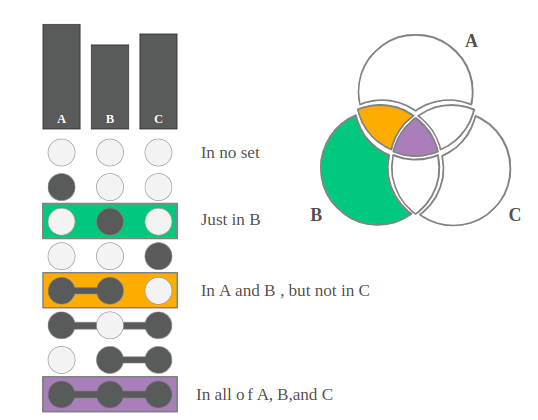 A
A B C
In no set
Just in B
B
C
In A and B , but not in C
In all of A, B,and C